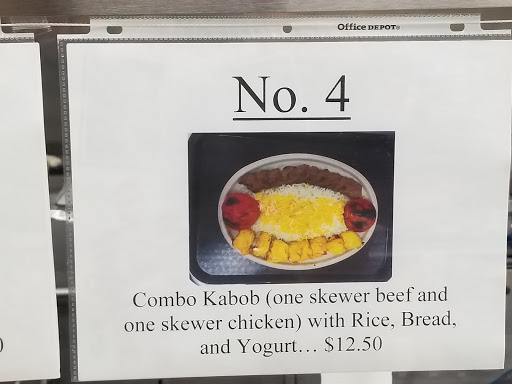 Office DEPOT®
No. 4
Combo Kabob (one skewer beef and
one skewer chicken) with Rice, Bread,
and Yogurt... $12.50